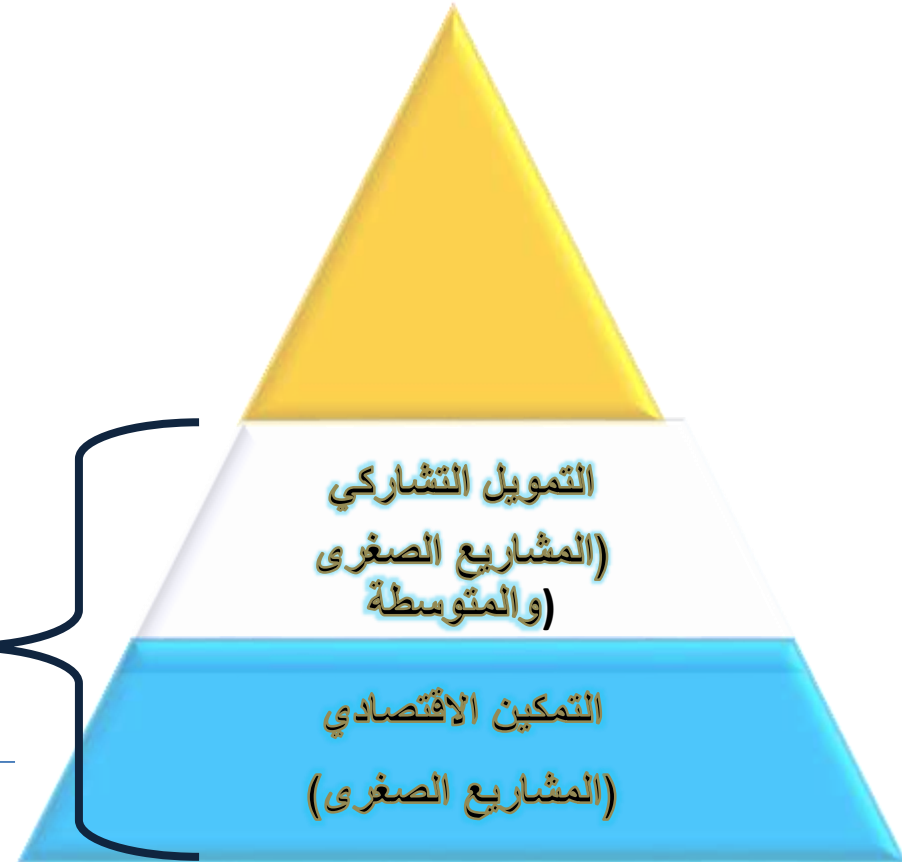 التمويل التشاركي
(المشاريع الصغرى
والمتوسطة)
التمكين الاقتصادي
(المشاريع الصغرى)